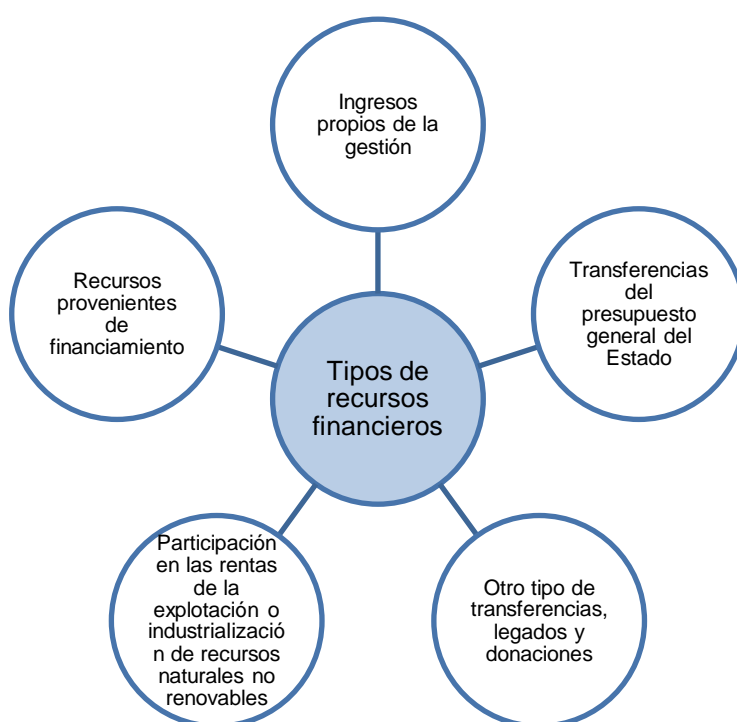 Ingresos
propios de la
gestión
Transferencias
del
presupuesto
general del
Estado
Recursos
provenientes
de
financiamiento
Tipos de
recursos
financieros
Participación
en las rentas
de la
explotación o
industrializació
n de recursos
naturales no
renovables
Otro tipo de
transferencias,
legados y
donaciones